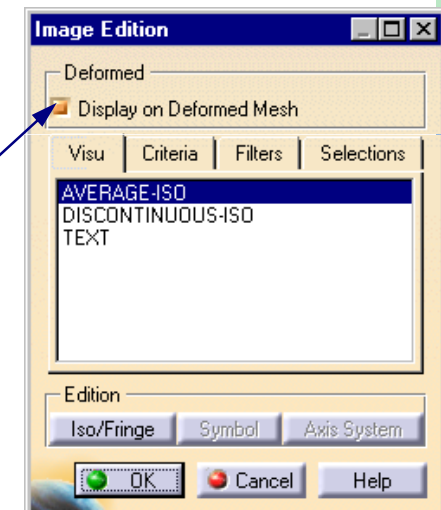 Image Edition
Deformed
Display on Deformed Mesh
Visu Criteria Filters Selections
AVERAGE-ISO
DISCONTINUOUS-ISO
TEXT
Edition
Iso/Fringe Symbol Axis System
OK Cancel Help